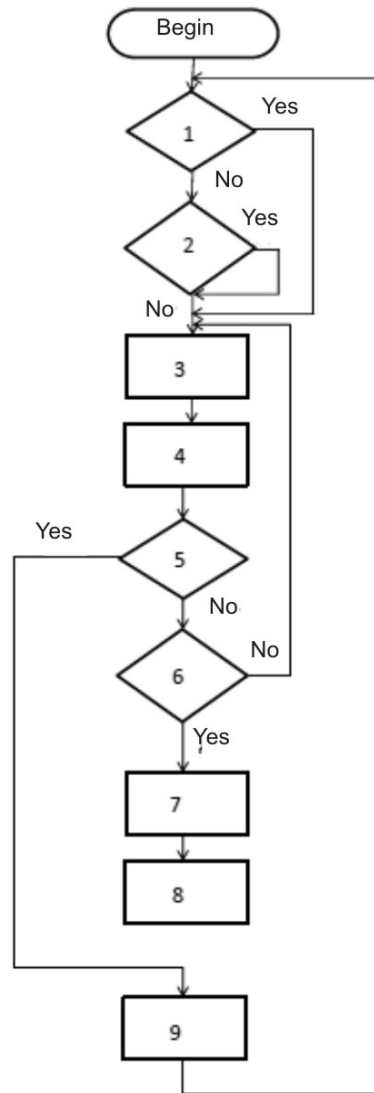 Begin
1
Yes
No
2
Yes
No
3
4
5
Yes
No
6
No
Yes
7
8
9